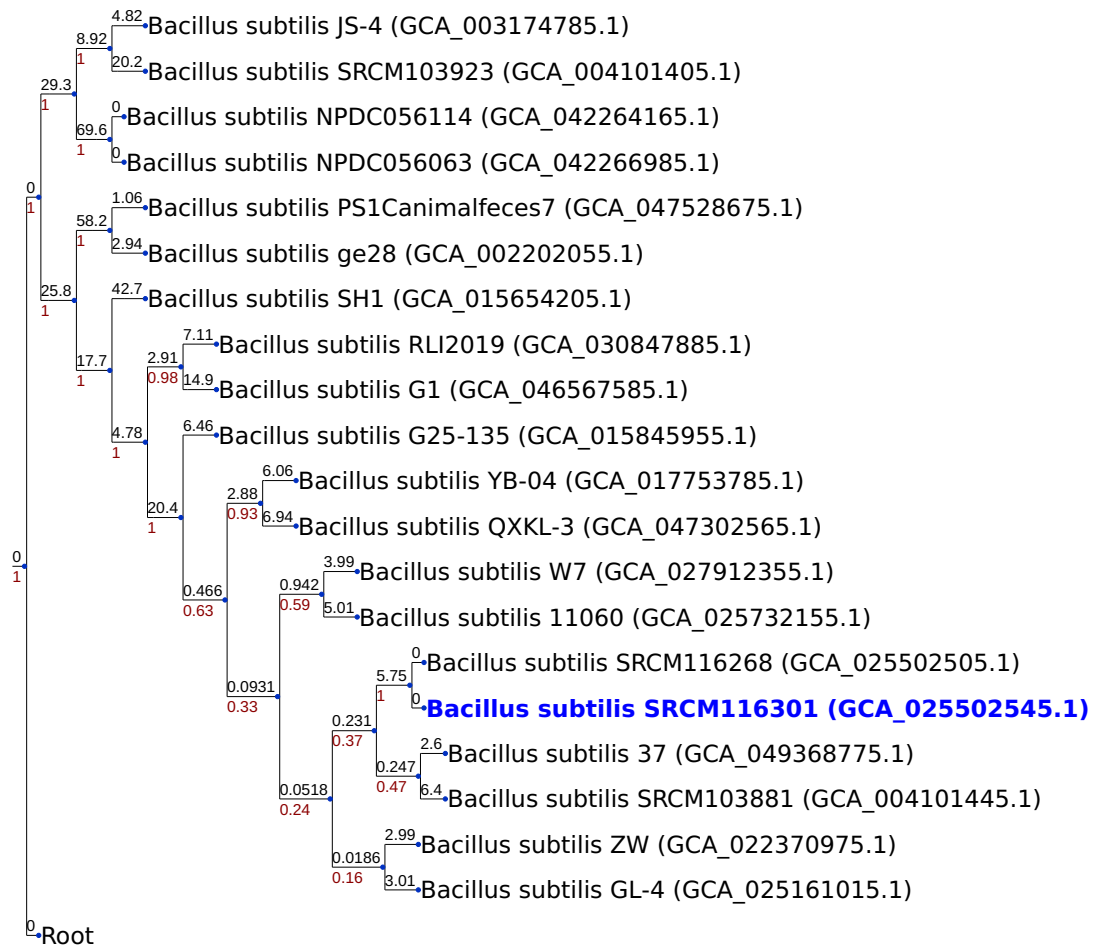 4.82 Bacillus subtilis JS-4 (GCA_003174785.1)
8.92
1
20.2 Bacillus subtilis SRCM103923 (GCA_004101405.1)
29.3
1
0 Bacillus subtilis NPDC056114 (GCA_042264165.1)
69.6
1
0 Bacillus subtilis NPDC056063 (GCA_042266985.1)
0
1
1.06 Bacillus subtilis PS1Canimalfeces7 (GCA_047528675.1)
58.2
1
2.94 Bacillus subtilis ge28 (GCA_002202055.1)
25.8
1
42.7 Bacillus subtilis SH1 (GCA_015654205.1)
17.7
1
7.11 Bacillus subtilis RLI2019 (GCA_030847885.1)
2.91
0.98
14.9 Bacillus subtilis G1 (GCA_046567585.1)
4.78
1
6.46 Bacillus subtilis G25-135 (GCA_015845955.1)
20.4
1
6.06 Bacillus subtilis YB-04 (GCA_017753785.1)
2.88
0.93
6.94 Bacillus subtilis QXKL-3 (GCA_047302565.1)
0.466
0.63
3.99 Bacillus subtilis W7 (GCA_027912355.1)
0.942
0.59
5.01 Bacillus subtilis 11060 (GCA_025732155.1)
0.0931
0.33
0 Bacillus subtilis SRCM116268 (GCA_025502505.1)
5.75
1
0 Bacillus subtilis SRCM116301 (GCA_025502545.1)
0.231
0.37
2.6 Bacillus subtilis 37 (GCA_049368775.1)
0.247
0.47
6.4 Bacillus subtilis SRCM103881 (GCA_004101445.1)
0.0518
0.24
2.99 Bacillus subtilis ZW (GCA_022370975.1)
0.0186
0.16
3.01 Bacillus subtilis GL-4 (GCA_025161015.1)
0
1
0 Root